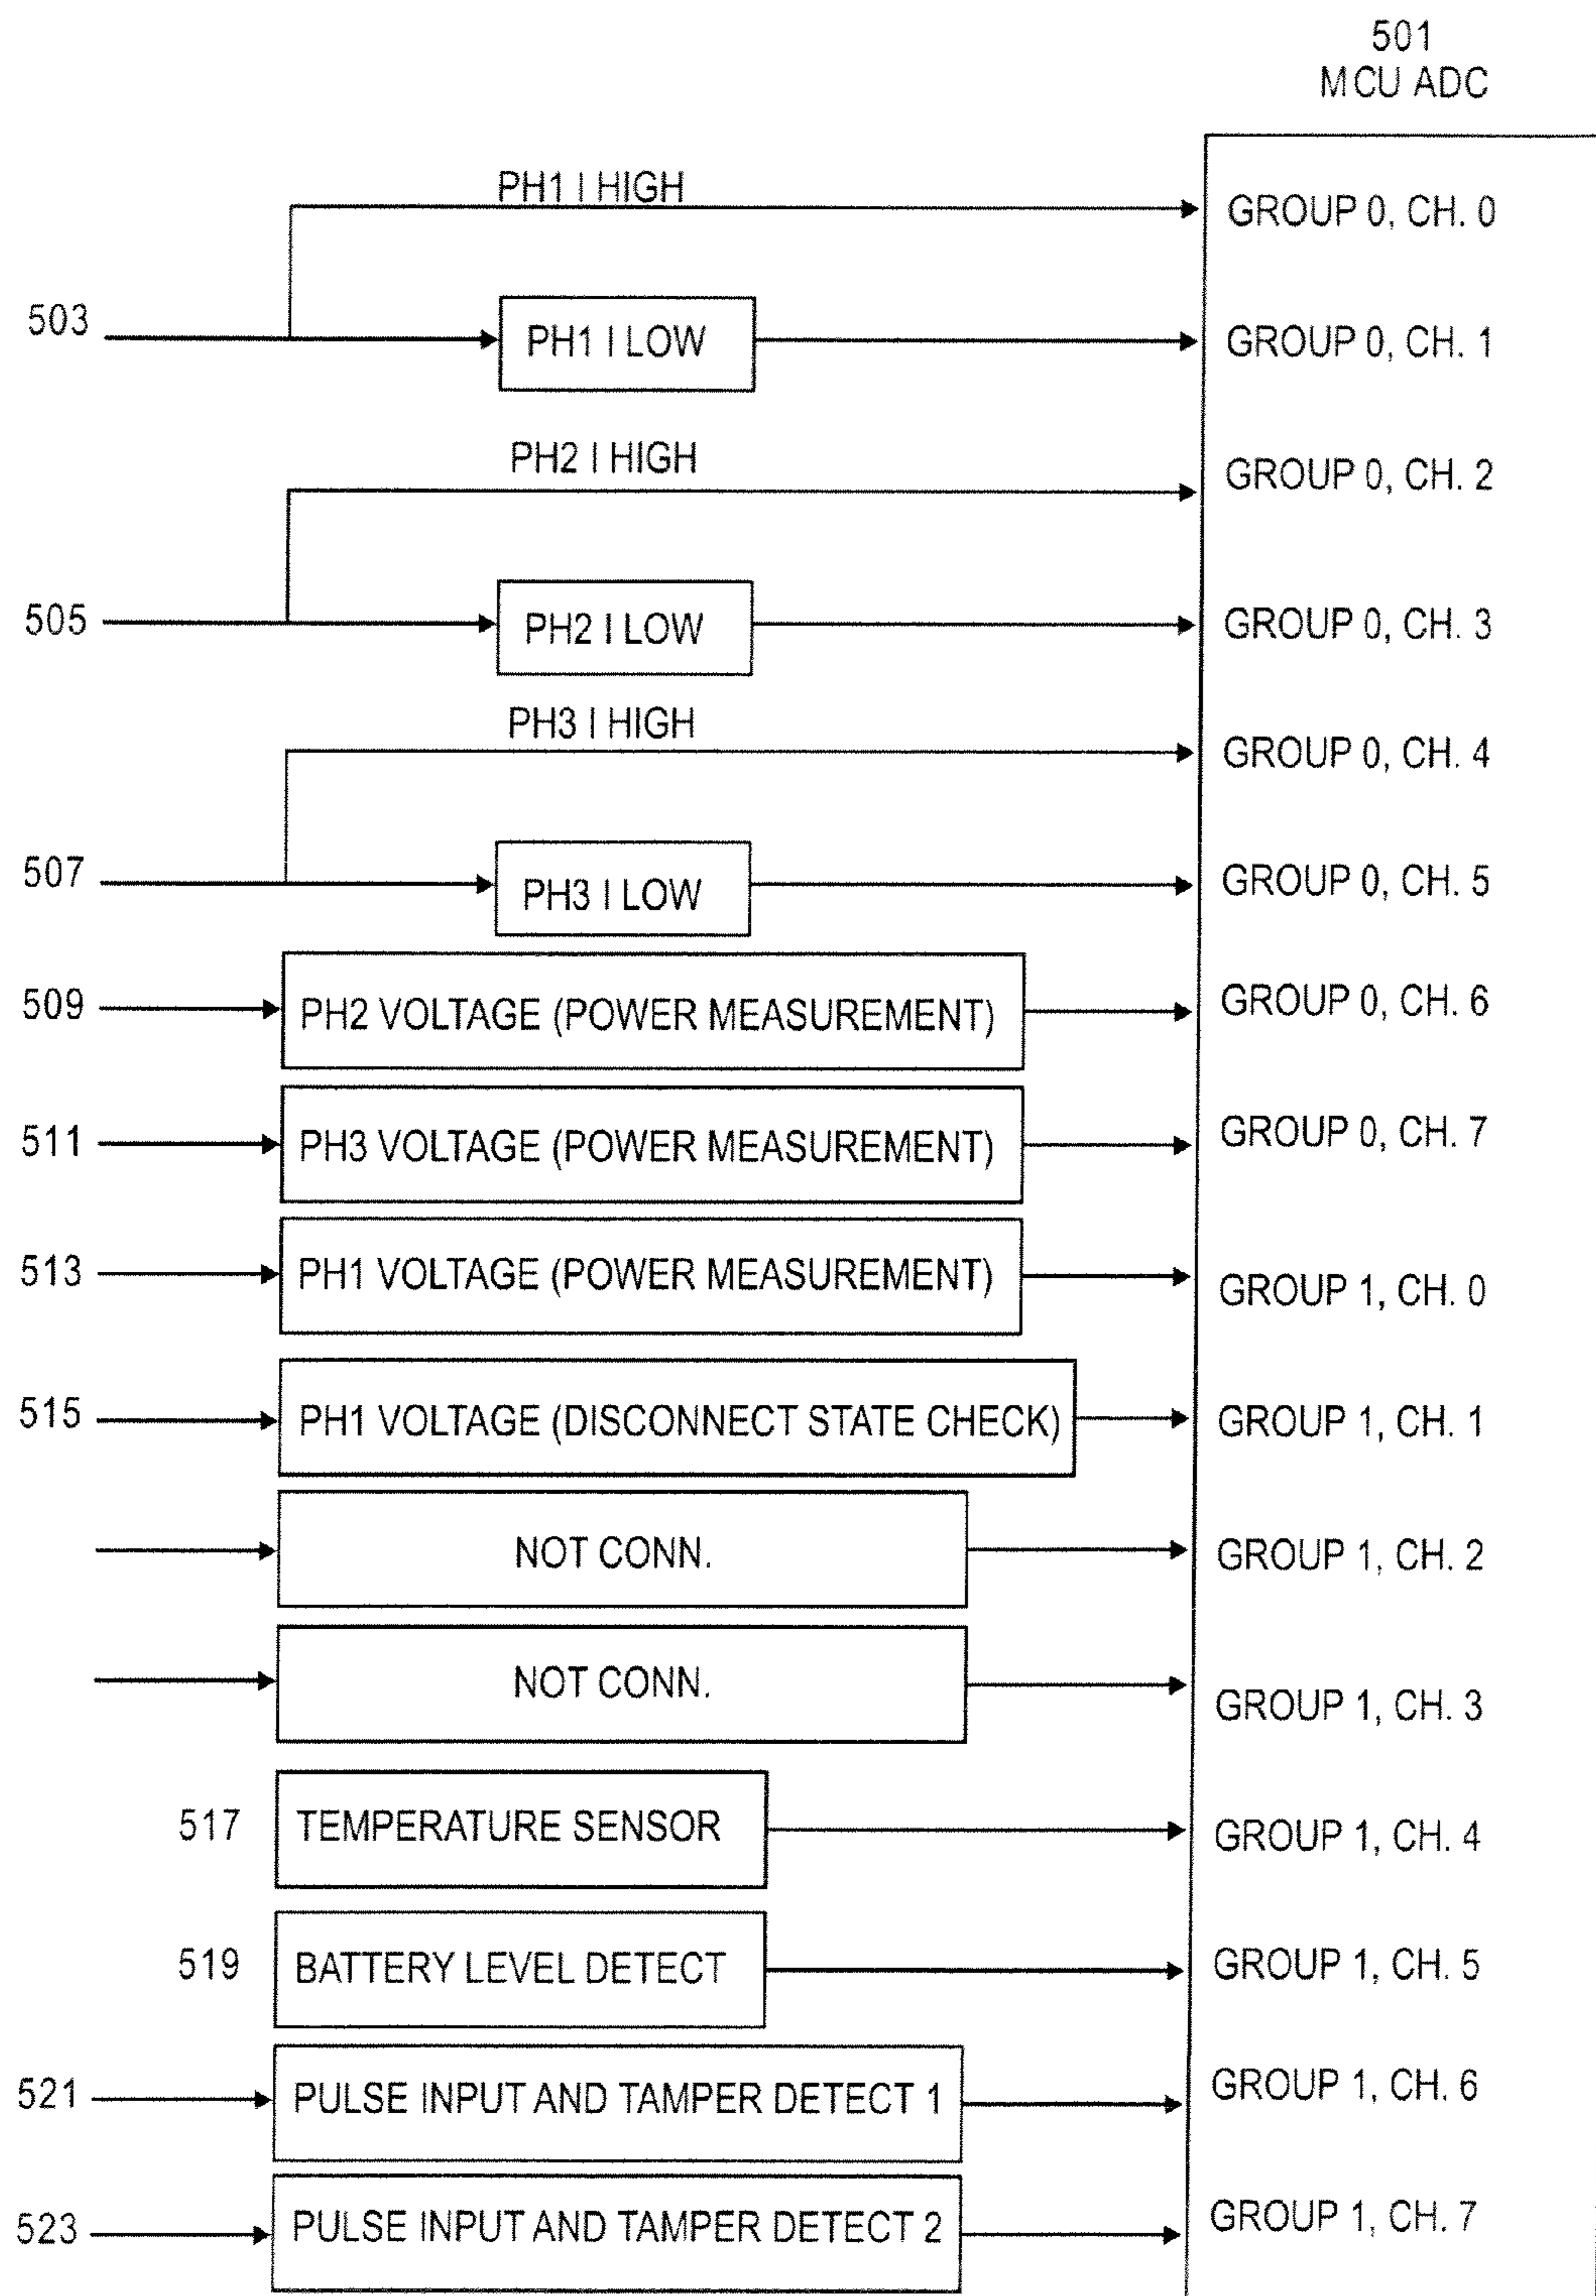 501
MCU ADC
PH1 I HIGH
GROUP 0, CH. 0
503
PH1 I LOW
GROUP 0, CH. 1
PH2 I HIGH
GROUP 0, CH. 2
505
PH2 I LOW
GROUP 0, CH. 3
PH3 I HIGH
GROUP 0, CH. 4
507
PH3 I LOW
GROUP 0, CH. 5
509
PH2 VOLTAGE (POWER MEASUREMENT)
GROUP 0, CH. 6
511
PH3 VOLTAGE (POWER MEASUREMENT)
GROUP 0, CH. 7
513
PH1 VOLTAGE (POWER MEASUREMENT)
GROUP 1, CH. 0
515
PH1 VOLTAGE (DISCONNECT STATE CHECK)
GROUP 1, CH. 1
NOT CONN.
GROUP 1, CH. 2
NOT CONN.
GROUP 1, CH. 3
517
TEMPERATURE SENSOR
GROUP 1, CH. 4
519
BATTERY LEVEL DETECT
GROUP 1, CH. 5
521
PULSE INPUT AND TAMPER DETECT 1
GROUP 1, CH. 6
523
PULSE INPUT AND TAMPER DETECT 2
GROUP 1, CH. 7